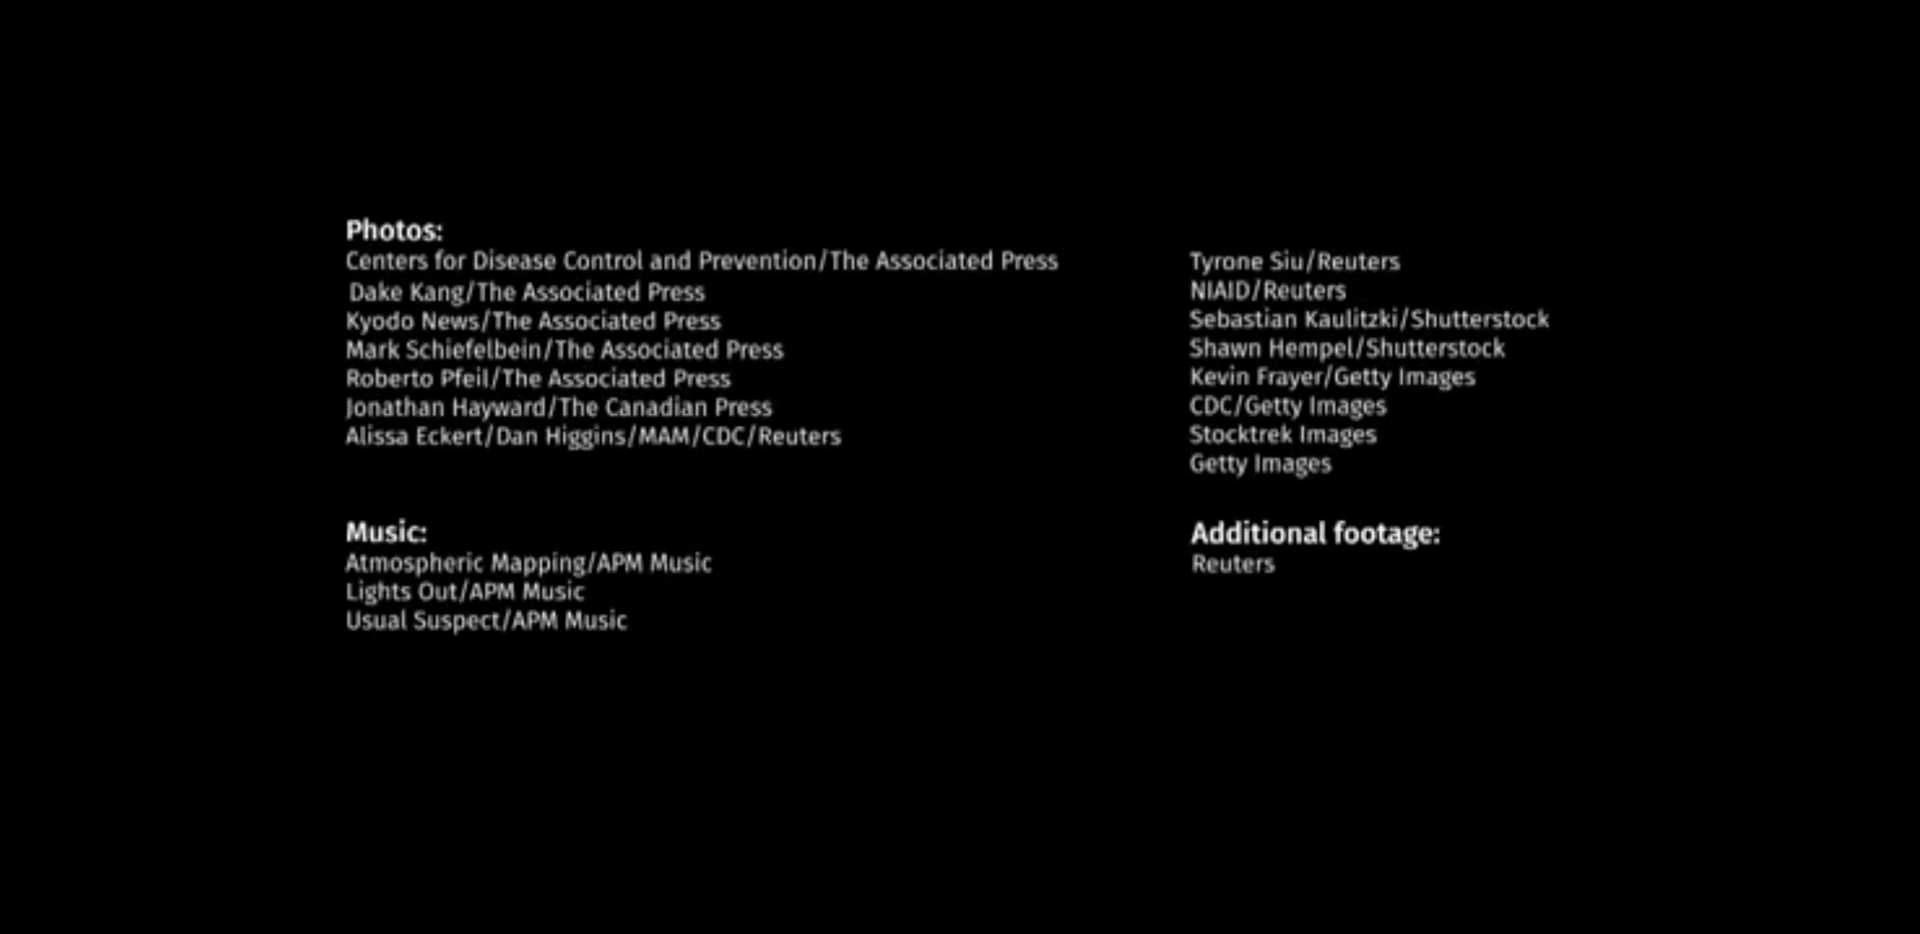 Photos:
Centers for Disease Control and Prevention/The Associated Press
Dake Kang/The Associated Press
Kyodo News/The Associated Press
Mark Schiefelbein/The Associated Press
Roberto Pfeil/The Associated Press
Jonathan Hayward/The Canadian Press
Alissa Eckert/Dan Higgins/MAM/CDC/Reuters
Tyrone Siu/Reuters
NIAID/Reuters
Sebastian Kaulitzki/Shutterstock
Shawn Hempel/Shutterstock
Kevin Frayer/Getty Images
CDC/Getty Images
Stocktrek Images
Getty Images
Music:
Atmospheric Mapping/APM Music
Lights Out/APM Music
Usual Suspect/APM Music
Additional footage:
Reuters